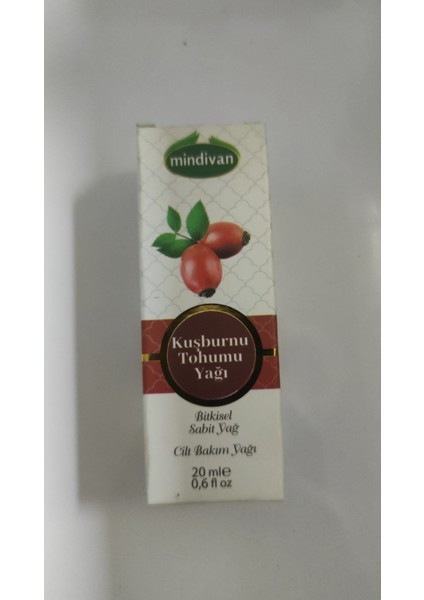 mindivan
Kuşburnu
Tohumu
Yağı
Bitkisel
Sabit Yağ
Cilt Bakım Yağı
20 ml℮
0,6 fl oz